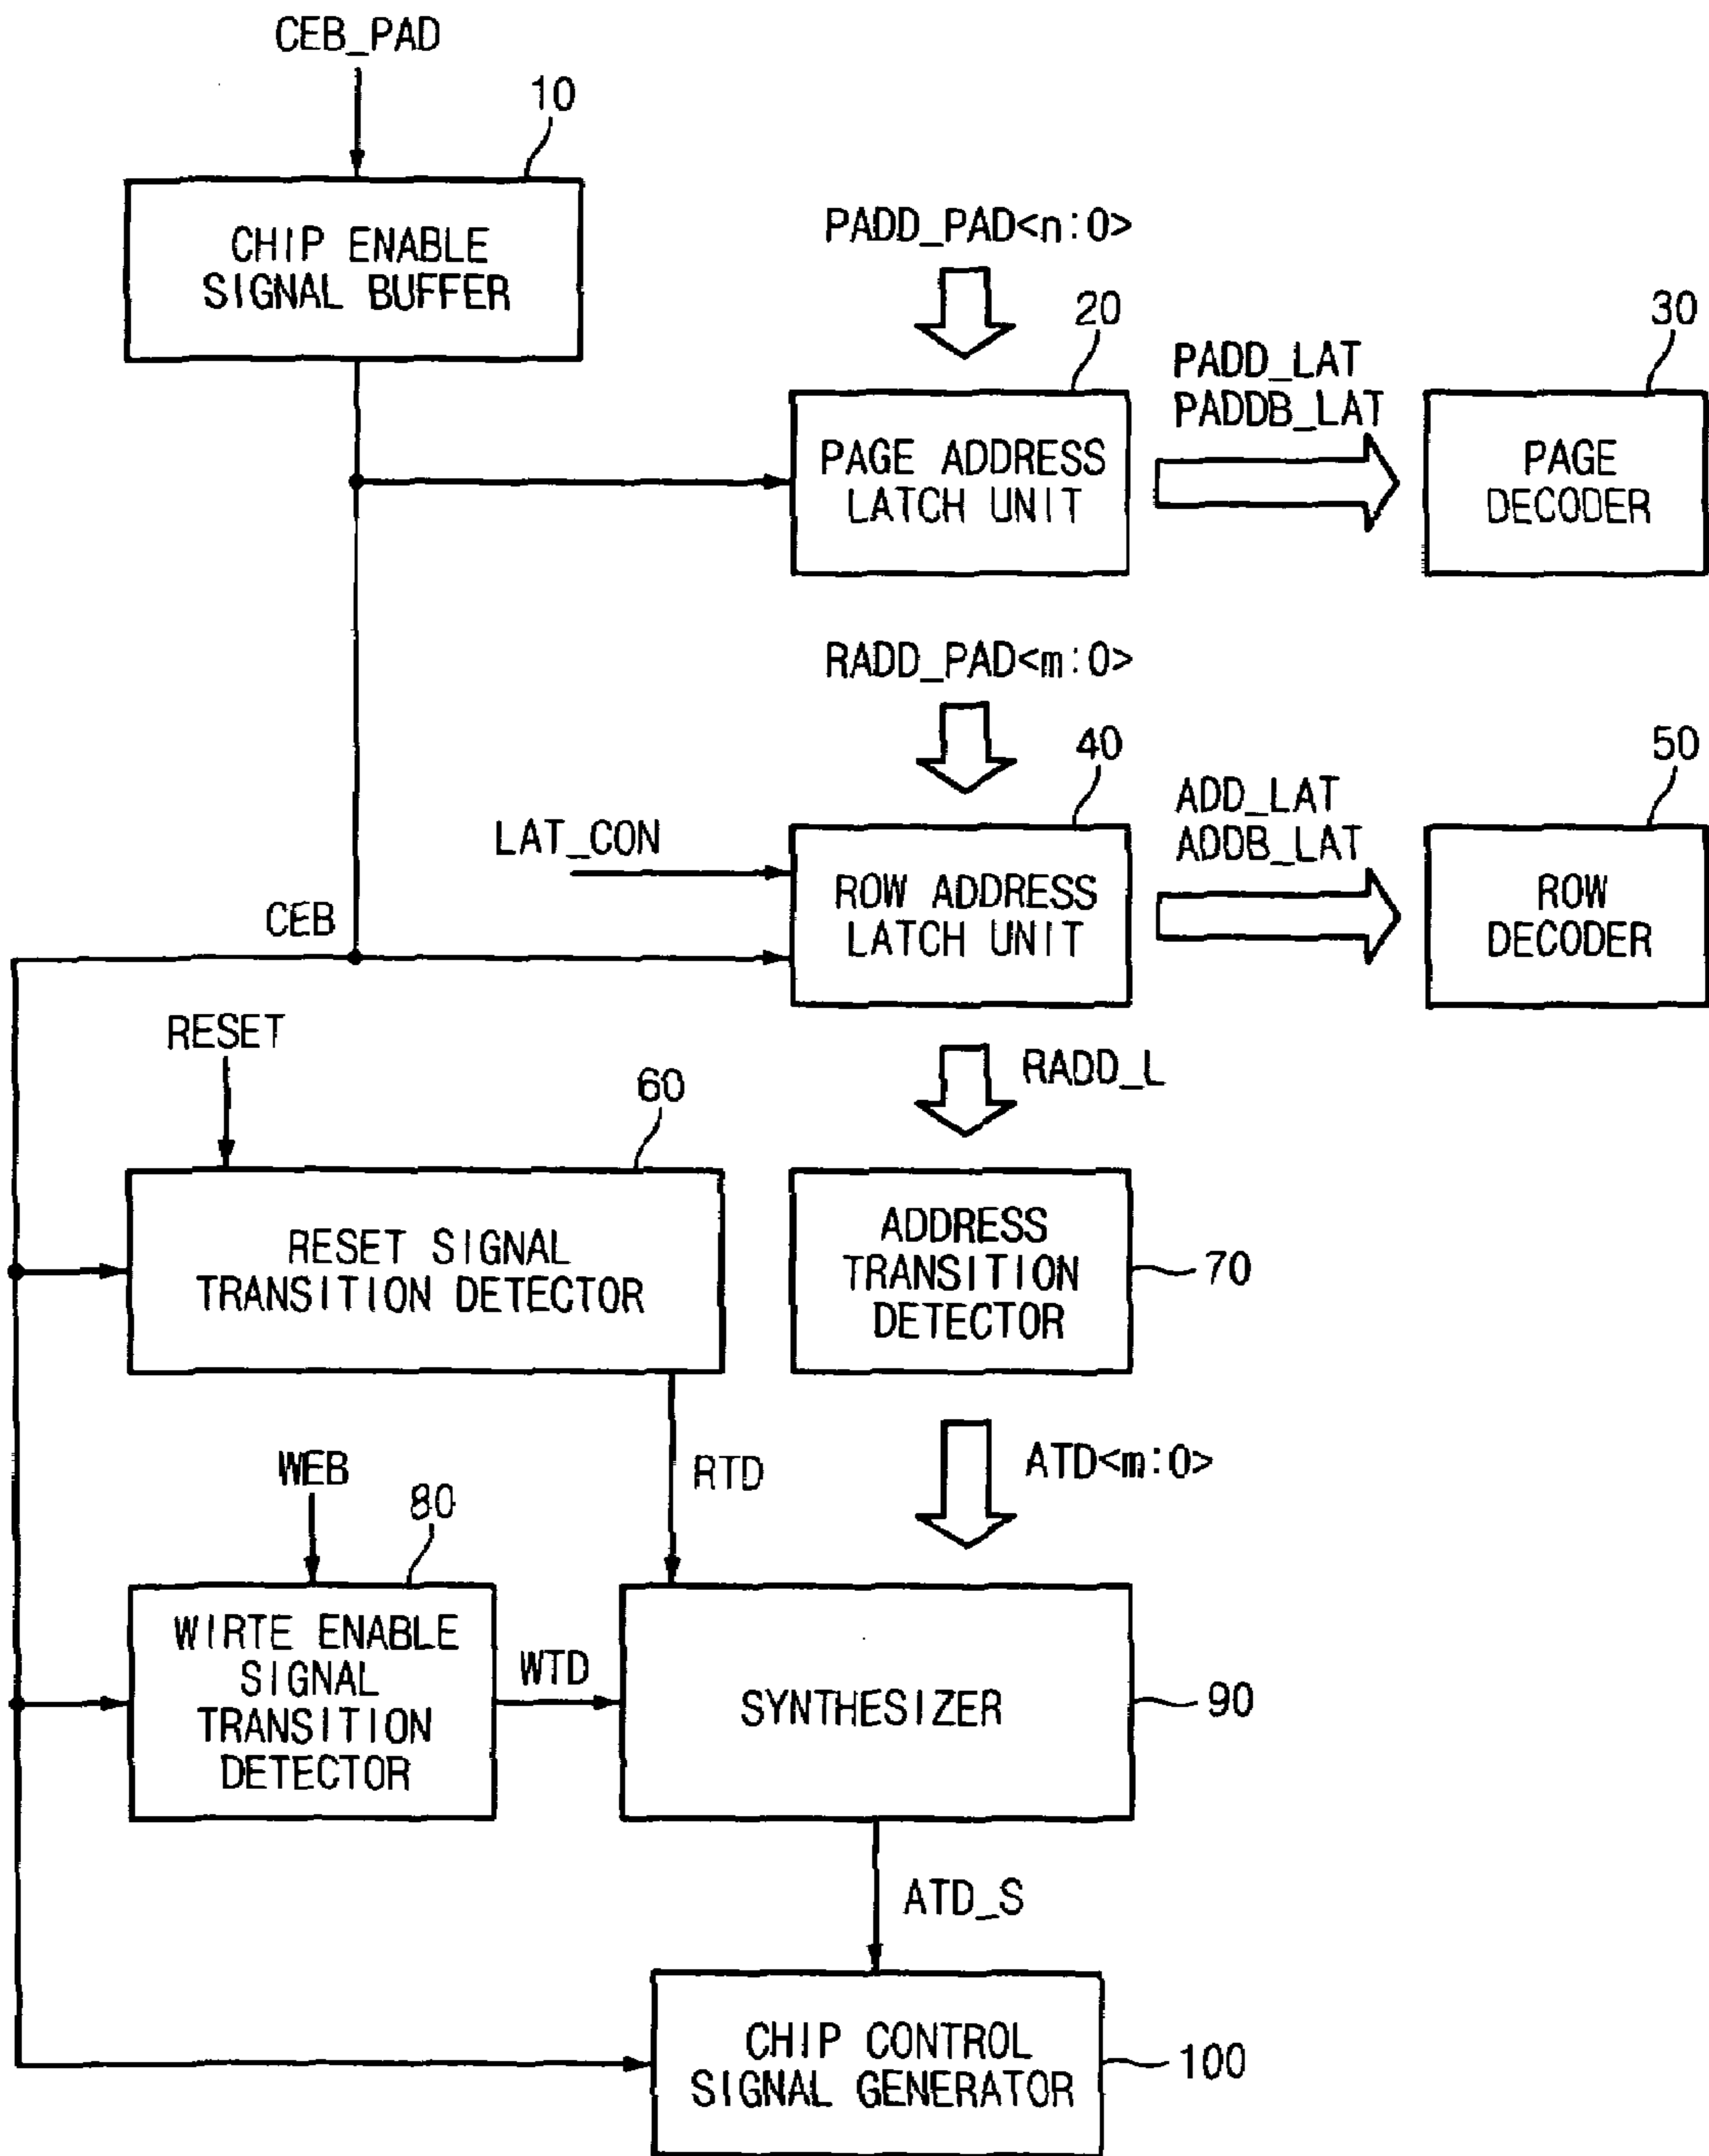 CEB_PAD
10
CHIP ENABLE
SIGNAL BUFFER
PADD_PAD<n:0>
20
PAGE ADDRESS
LATCH UNIT
PADD_LAT
PADDB_LAT
30
PAGE
DECODER
RADD_PAD<m:0>
40
LAT_CON
CEB
ROW ADDRESS
LATCH UNIT
ADD_LAT
ADDB_LAT
50
ROW
DECODER
RESET
60
RESET SIGNAL
TRANSITION DETECTOR
RADD_L
ADDRESS
TRANSITION
DETECTOR
70
RTD
ATD<m:0>
WEB
80
WIRTE ENABLE
SIGNAL
TRANSITION
DETECTOR
WTD
SYNTHESIZER
90
ATD_S
CHIP CONTROL
SIGNAL GENERATOR
100